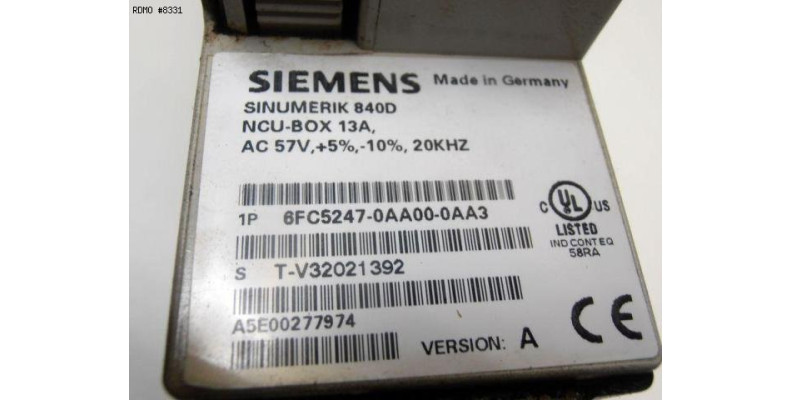 RDMO #8331
SIEMENS Made in Germany
SINUMERIK 840D
NCU-BOX 13A,
AC 57V,+5%,-10%, 20KHZ
1P 6FC5247-0AA00-0AA3
C UL US
LISTED
IND CONT EQ
58RA
S T-V32021392
A5E00277974
VERSION: A CE